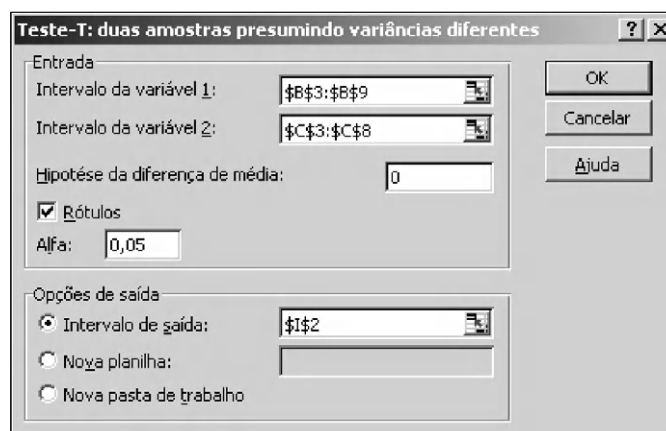 Teste-T: duas amostras presumindo variâncias diferentes
Entrada
Intervalo da variável 1: $B$3:$B$9
Intervalo da variável 2: $C$3:$C$8
Hipotése da diferença de média: 0
Rótulos
Alfa: 0,05
OK
Cancelar
Ajuda
Opções de saída
Intervalo de saída: $I$2
Nova planilha:
Nova pasta de trabalho